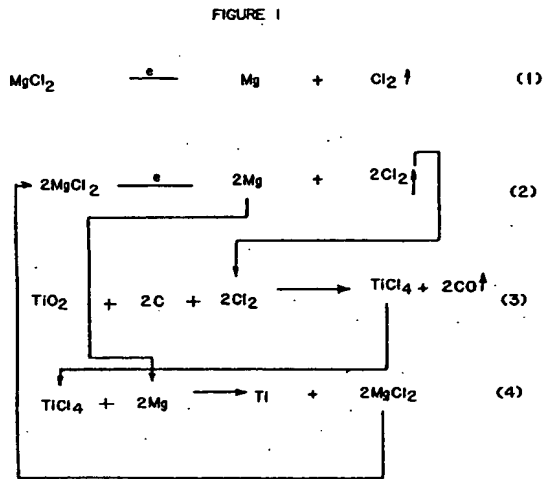 FIGURE I
MgCl₂ e Mg + Cl₂ ↑ (1)
2MgCl₂ e 2Mg + 2Cl₂ ↑ (2)
TiO₂ + 2C + 2Cl₂ → TiCl₄ + 2CO ↑ (3)
TiCl₄ + 2Mg → TI + 2MgCl₂ (4)